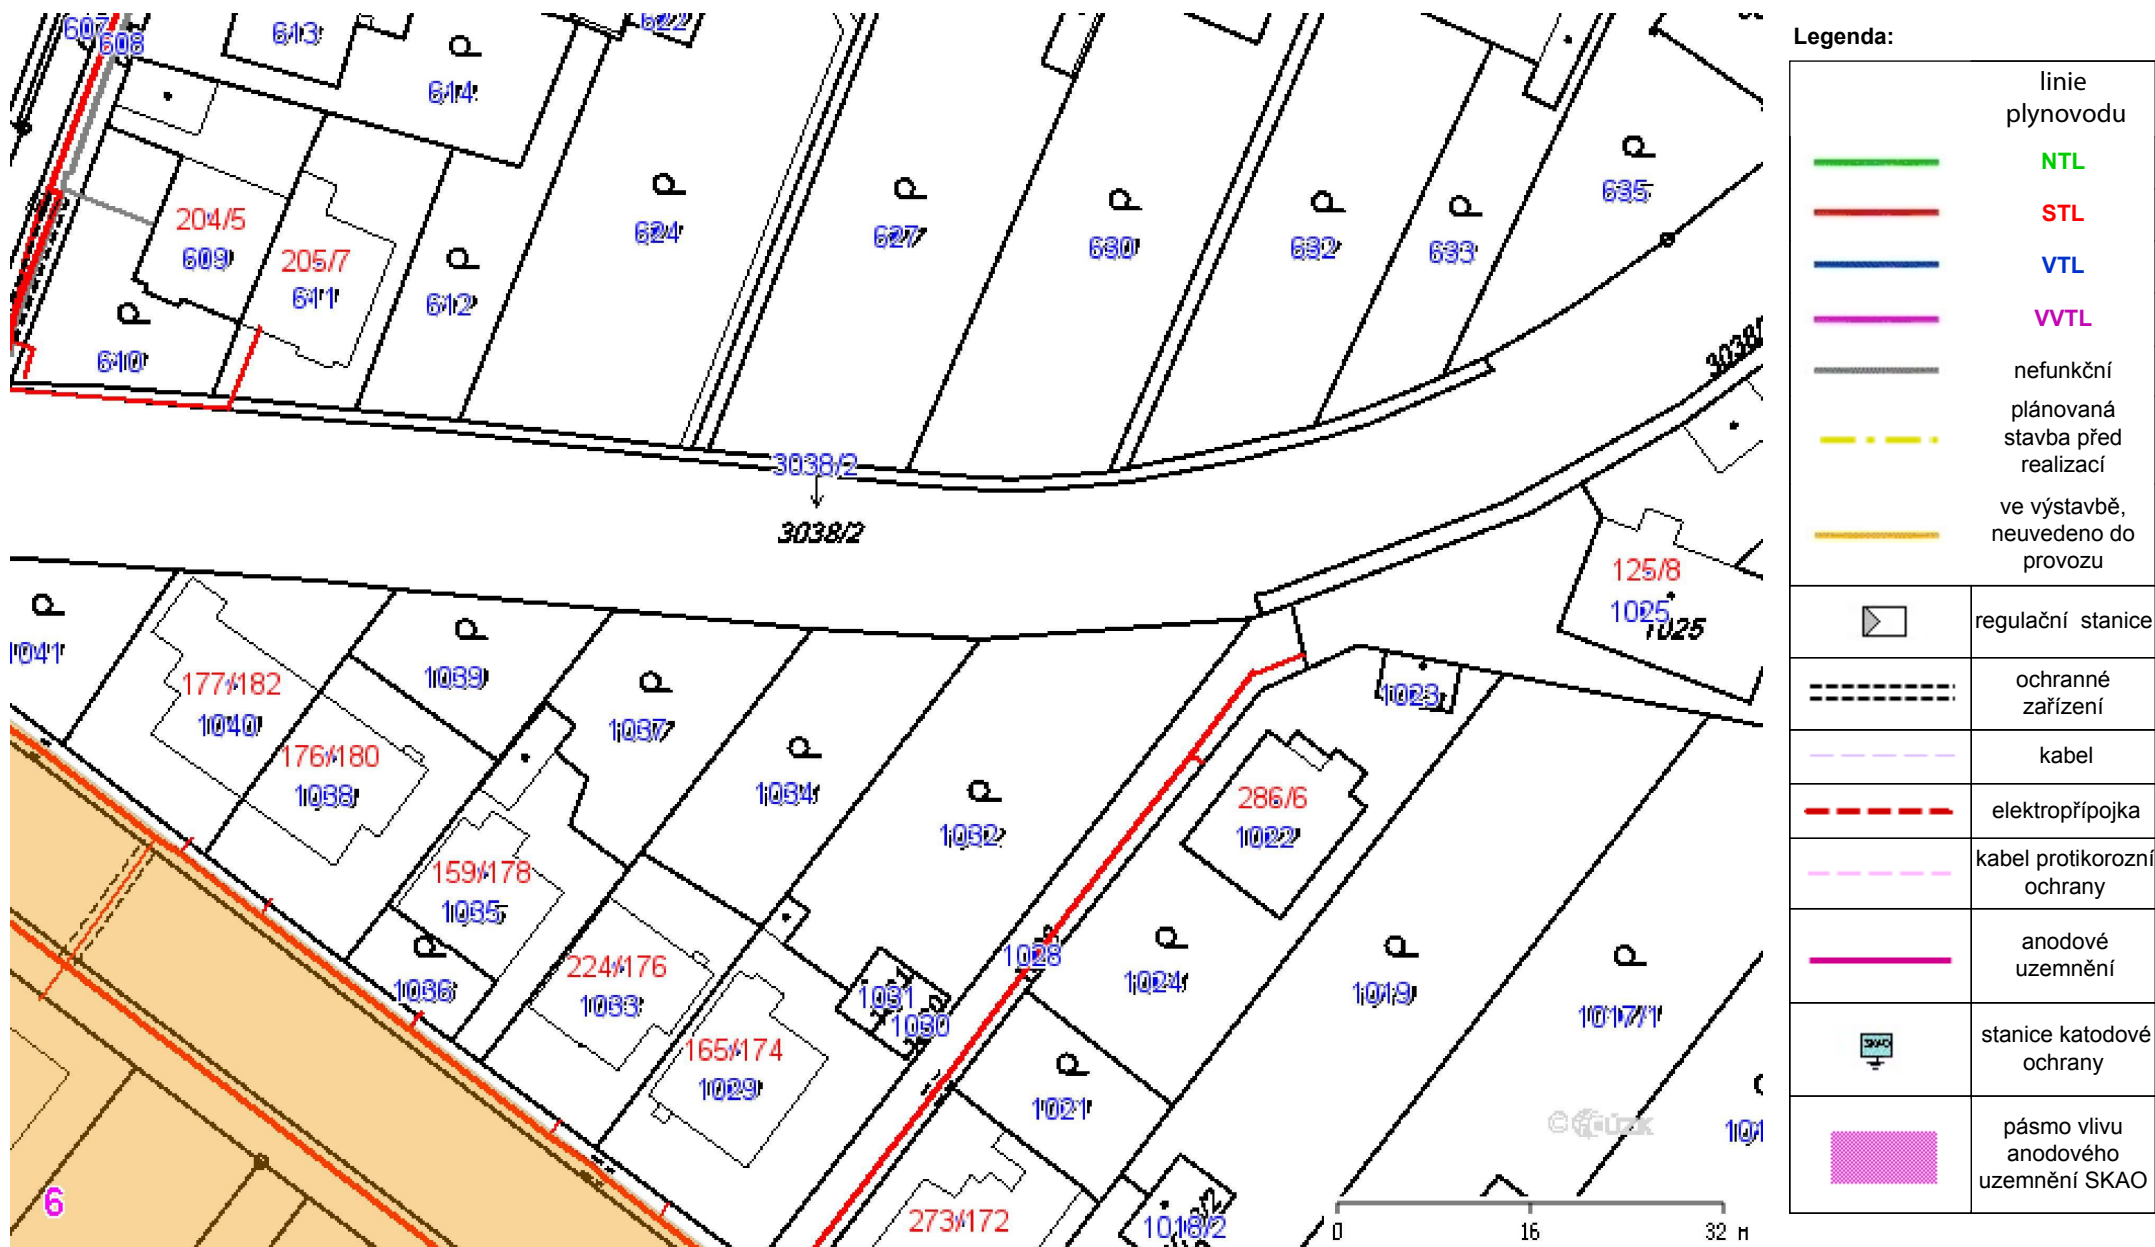 607
608
613
622
614
204/5
609
205/7
611
612
610
624
627
630
632
633
635
3038/2
3038/2
1041
177/182
1040
176/180
1038
1039
1037
1034
1032
159/178
1035
1036
224/176
1033
165/174
1029
1031
1030
1028
125/8
1025
1025
1023
286/6
1022
1024
1019
1017/1
1021
273/172
1018/2
6
0
16
32
Legenda:
linie
plynovodu
NTL
STL
VTL
VVTL
nefunkční
plánovaná
stavba před
realizací
ve výstavbě,
neuvedeno do
provozu
regulační stanice
ochranné
zařízení
kabel
elektropřípojka
kabel protikorozní
ochrany
anodové
uzemnění
SKAO
stanice katodové
ochrany
pásmo vlivu
anodového
uzemnění SKAO